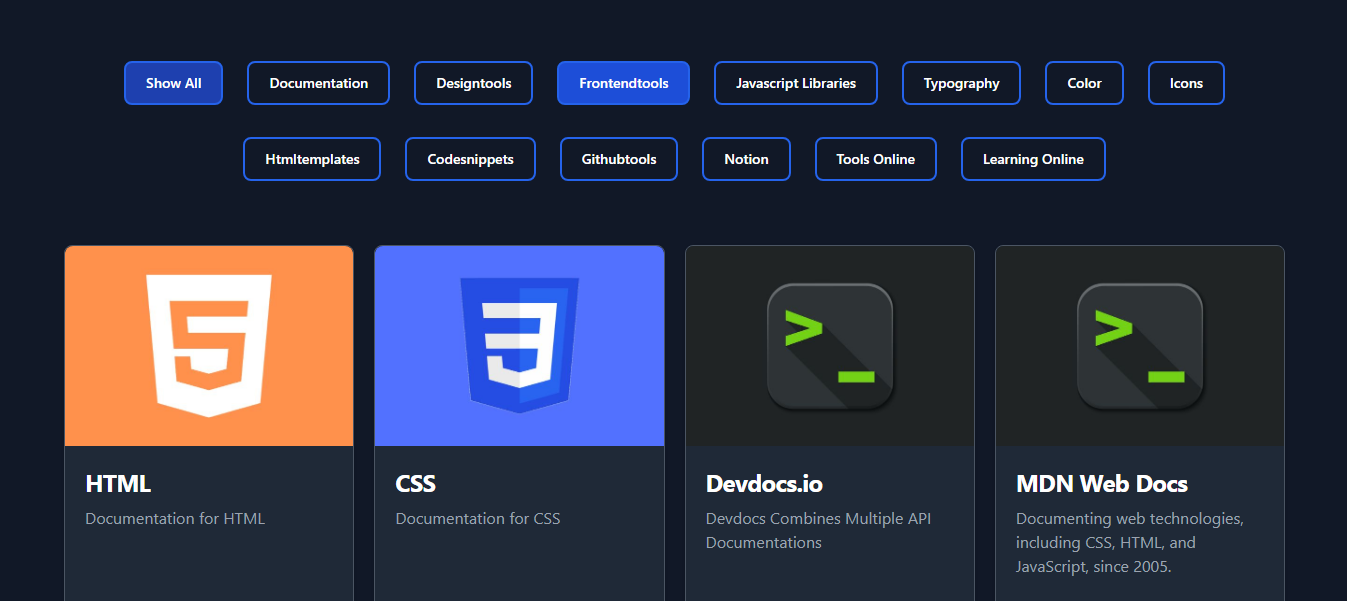 Show All Documentation Designtools Frontendtools Javascript Libraries Typography Color Icons
Htmltemplates Codesnippets Githubtools Notion Tools Online Learning Online
HTML
Documentation for HTML
CSS
Documentation for CSS
Devdocs.io
Devdocs Combines Multiple API
Documentations
MDN Web Docs
Documenting web technologies,
including CSS, HTML, and
JavaScript, since 2005.